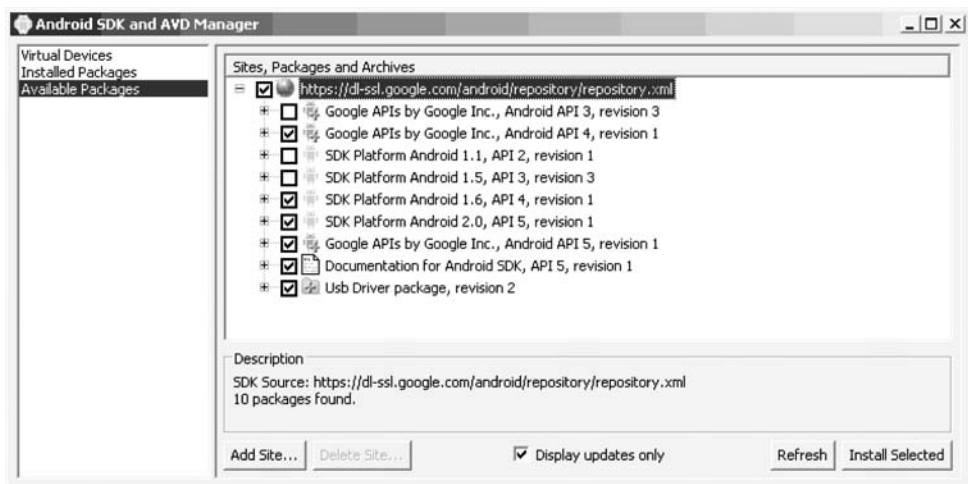 Android SDK and AVD Manager
Virtual Devices
Installed Packages
Available Packages
Sites, Packages and Archives
https://dl-ssl.google.com/android/repository/repository.xml
Google APIs by Google Inc., Android API 3, revision 3
Google APIs by Google Inc., Android API 4, revision 1
SDK Platform Android 1.1, API 2, revision 1
SDK Platform Android 1.5, API 3, revision 3
SDK Platform Android 1.6, API 4, revision 1
SDK Platform Android 2.0, API 5, revision 1
Google APIs by Google Inc., Android API 5, revision 1
Documentation for Android SDK, API 5, revision 1
Usb Driver package, revision 2
Description
SDK Source: https://dl-ssl.google.com/android/repository/repository.xml
10 packages found.
Add Site... Delete Site... Display updates only Refresh Install Selected